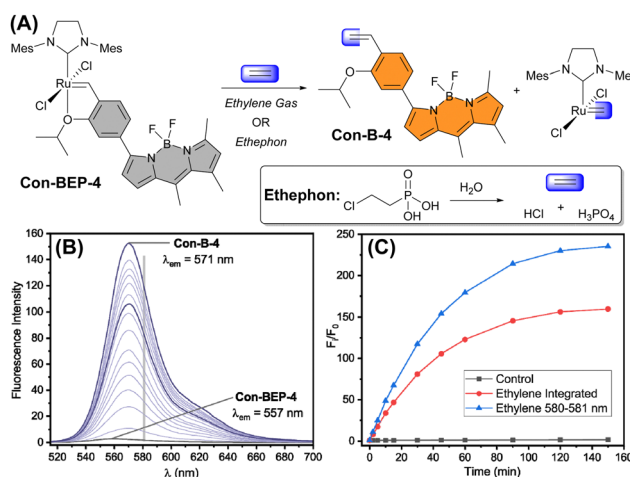 (A)
N N
Mes Mes
Cl
Ru
Cl
O
F F
B
N N
Con-BEP-4
Ethylene Gas
OR
Ethephon
O
F F
B
N N
Con-B-4
+
N N
Mes Mes
Cl
Ru
Cl
Ethephon:
O
Cl P OH
OH
H₂O
HCl + H₃PO₄
(B)
Con-B-4
λem = 571 nm
Con-BEP-4
λem = 557 nm
Fluorescence Intensity
160
140
120
100
80
60
40
20
0
520 540 560 580 600 620 640 660 680 700
λ (nm)
(C)
F/F₀
250
200
150
100
50
0
Control
Ethylene Integrated
Ethylene 580-581 nm
0 20 40 60 80 100 120 140 160
Time (min)